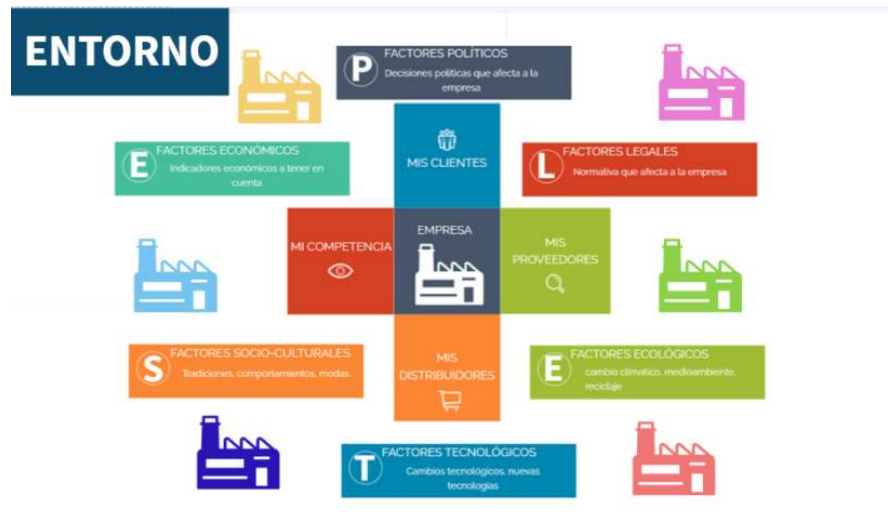 ENTORNO
P
FACTORES POLÍTICOS
Decisiones políticas que afecta a la
empresa
E
FACTORES ECONÓMICOS
Indicadores económicos a tener en
cuenta
MIS CLIENTES
L
FACTORES LEGALES
Normativa que afecta a la empresa
MI COMPETENCIA
EMPRESA
MIS
PROVEEDORES
S
FACTORES SOCIO-CULTURALES
Tradiciones, comportamientos, modas
MIS
DISTRIBUIDORES
E
FACTORES ECOLÓGICOS
cambio climatico, medioambiente,
reciclaje
T
FACTORES TECNOLÓGICOS
Cambios tecnológicos, nuevas
tecnologías